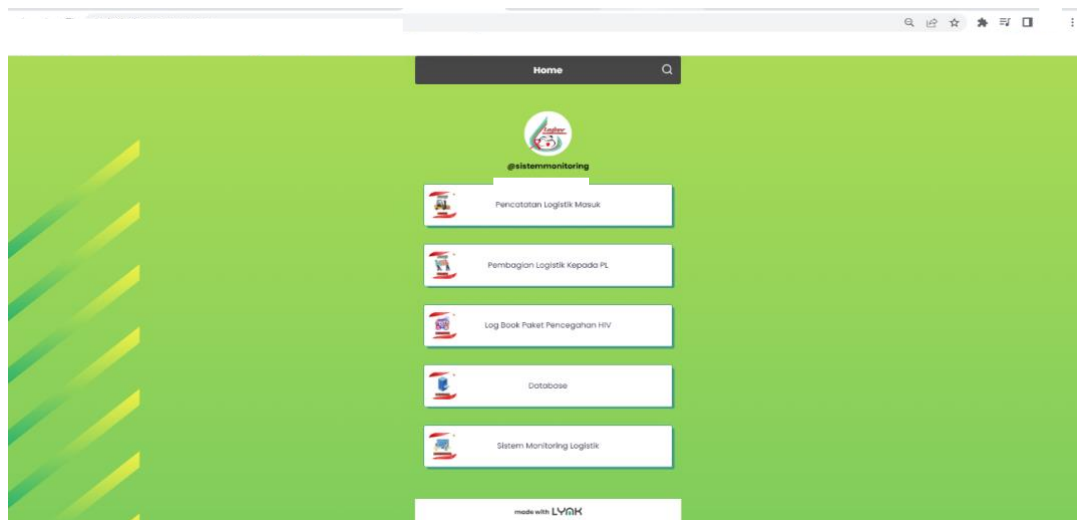 Home
@sistemmonitoring
Pencatatan Logistik Masuk
Pembagian Logistik Kepada PL
Log Book Paket Pencegahan HIV
Database
Sistem Monitoring Logistik
made with LYNK